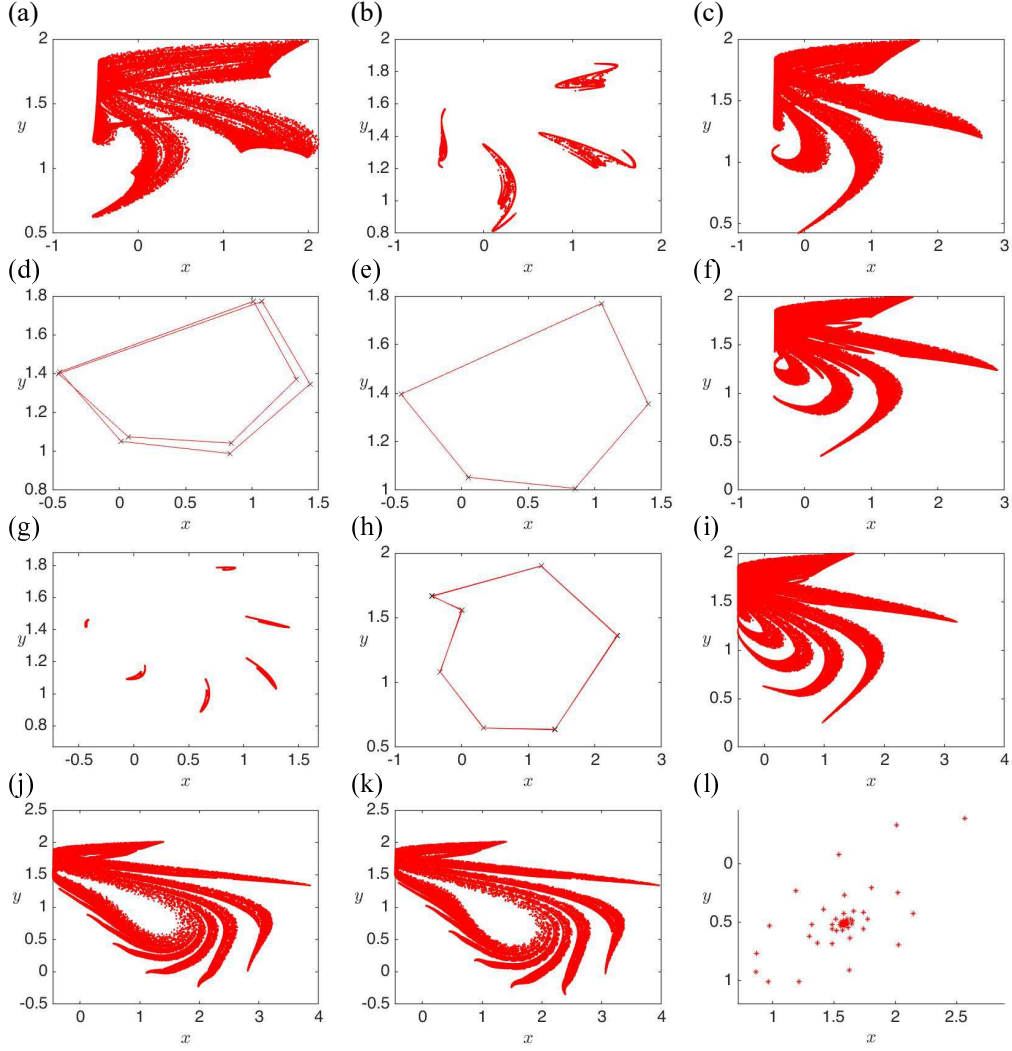 (a) (b) (c)
2 2 2
1.8
1.5 1.6 1.5
y y y
1.4
1 1.2 1
1
0.5 0.8 0.5
-1 0 1 2 -1 0 1 2 -1 0 1 2 3
x x x
(d) (e) (f)
1.8 1.8 2
1.6 1.6 1.5
y y y
1.4 1.4 1
1.2 1.2
1 0.5
0.8 1 0
-0.5 0 0.5 1 1.5 -0.5 0 0.5 1 1.5 -1 0 1 2 3
x x x
(g) (h) (i)
1.8 2 2
1.6 1.5
1.5
1.4
y y y
1.2 1
1
1 0.5
0.8 0.5 0
-0.5 0 0.5 1 1.5 -1 0 1 2 3 0 1 2 3 4
x x x
(j) (k) (l)
2.5 2.5
2 2 0
1.5 1.5
y y y
1 1 0.5
0.5 0.5
0 0 1
-0.5 -0.5
0 1 2 3 4 0 1 2 3 4 1 1.5 2 2.5
x x x